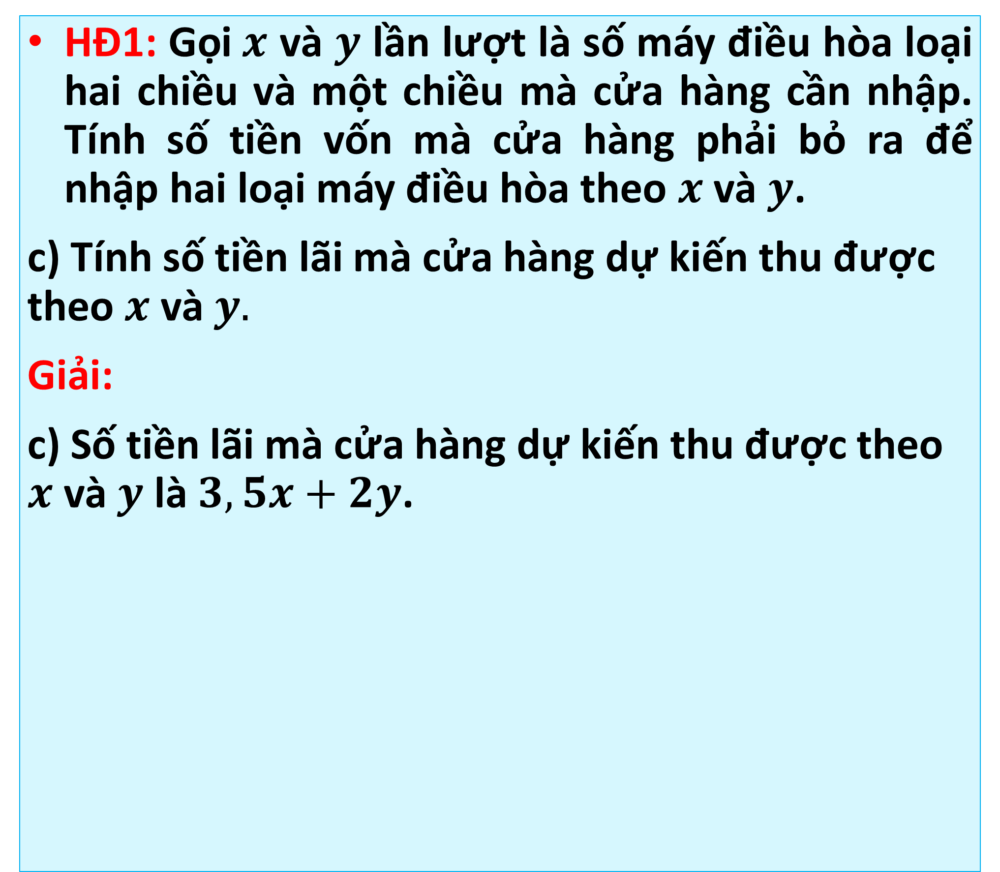 • HĐ1: Gọi x và y lần lượt là số máy điều hòa loại
hai chiều và một chiều mà cửa hàng cần nhập.
Tính số tiền vốn mà cửa hàng phải bỏ ra để
nhập hai loại máy điều hòa theo x và y.
c) Tính số tiền lãi mà cửa hàng dự kiến thu được
theo x và y.
Giải:
c) Số tiền lãi mà cửa hàng dự kiến thu được theo
x và y là 3,5x + 2y.